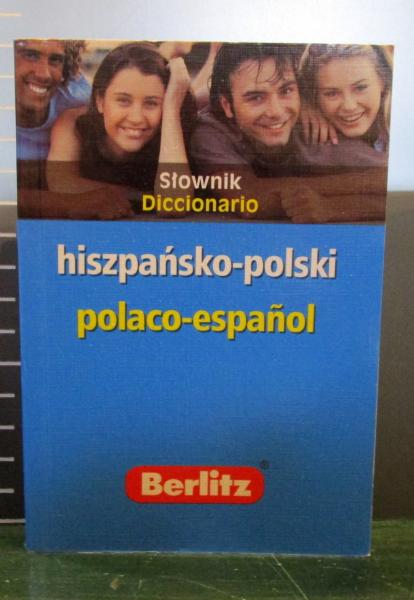 Słownik
Diccionario
hiszpańsko-polski
polaco-español
Berlitz®